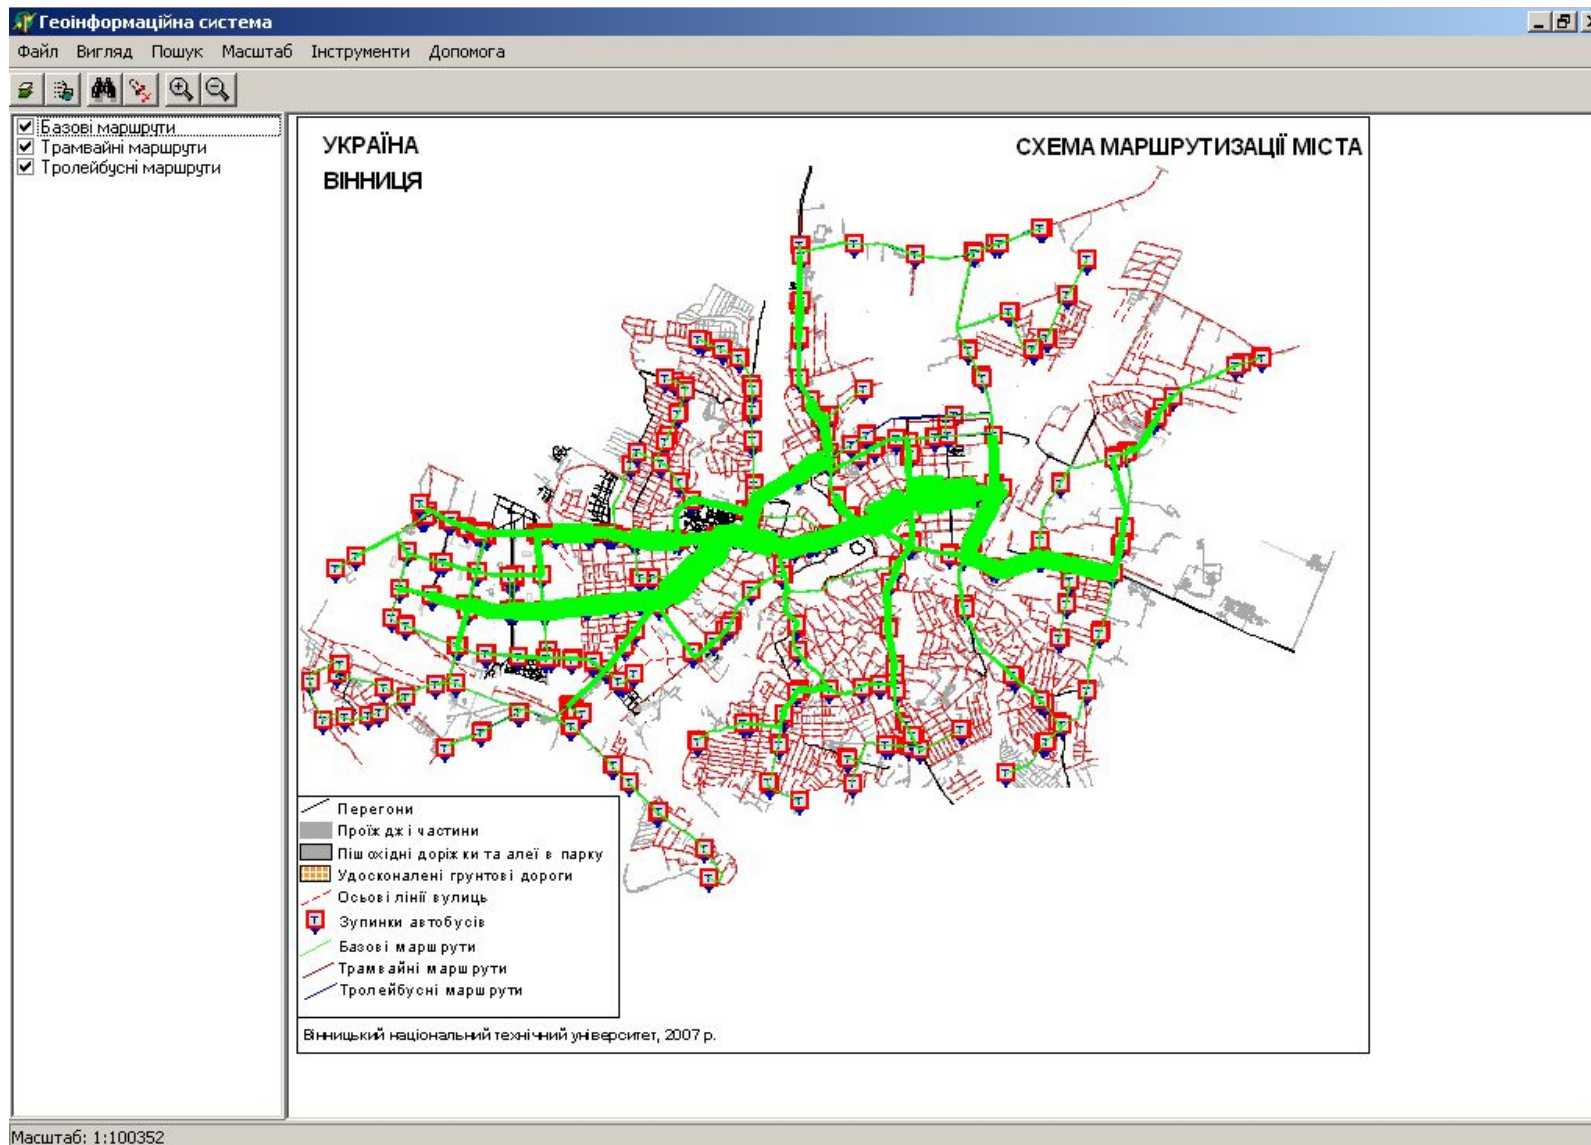 Геоінформаційна система
Файл Вигляд Пошук Масштаб Інструменти Допомога
Базові маршрути
Трамвайні маршрути
Тролейбусні маршрути
УКРАЇНА
ВІННИЦЯ
СХЕМА МАРШРУТИЗАЦІЇ МІСТА
Перегони
Проїжджі частини
Пішохідні доріжки та алеї в парку
Удосконалені грунтові дороги
Осьові лінії вулиць
Т Зупинки автобусів
Базові маршрути
Трамвайні маршрути
Тролейбусні маршрути
Вінницький національний технічний університет, 2007 р.
Масштаб: 1:100352